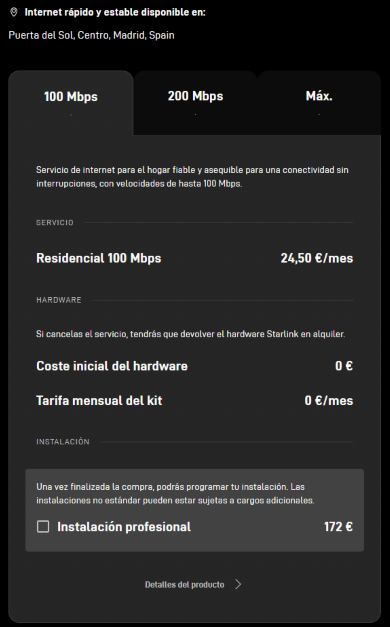 Internet rápido y estable disponible en:
Puerta del Sol, Centro, Madrid, Spain
100 Mbps
200 Mbps
Máx.
Servicio de internet para el hogar fiable y asequible para una conectividad sin
interrupciones, con velocidades de hasta 100 Mbps.
SERVICIO
Residencial 100 Mbps 24,50 €/mes
HARDWARE
Si cancelas el servicio, tendrás que devolver el hardware Starlink en alquiler.
Coste inicial del hardware 0 €
Tarifa mensual del kit 0 €/mes
INSTALACIÓN
Una vez finalizada la compra, podrás programar tu instalación. Las
instalaciones no estándar pueden estar sujetas a cargos adicionales.
Instalación profesional 172 €
Detalles del producto